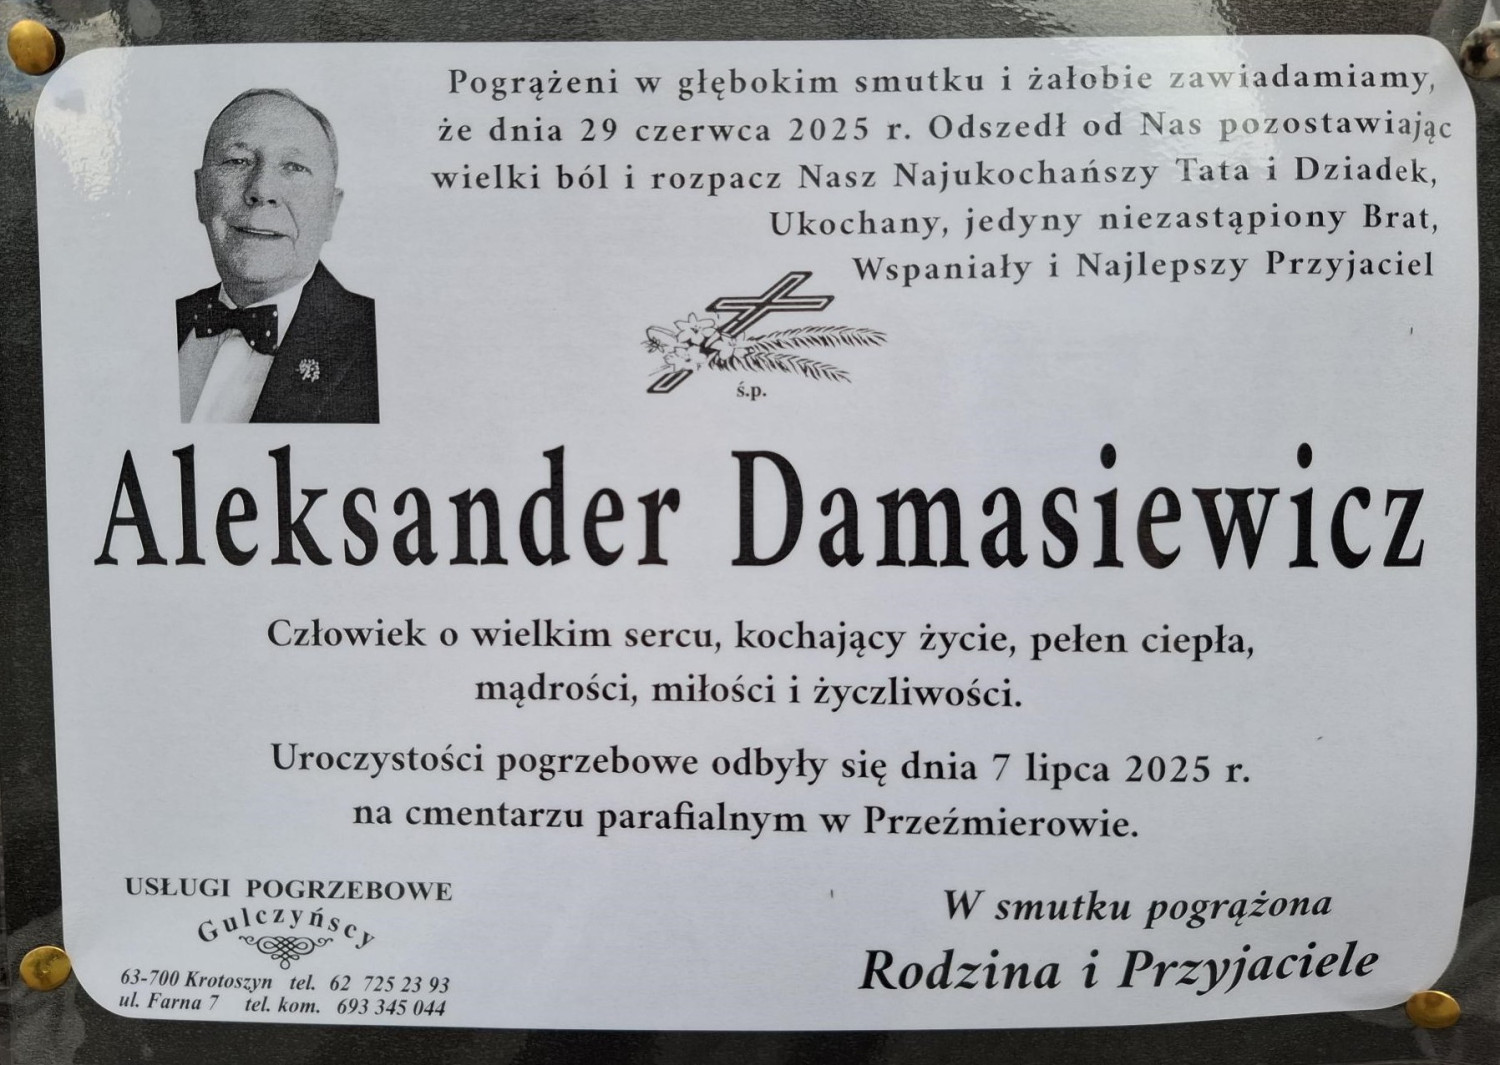 Pogrążeni w głębokim smutku i żałobie zawiadamiamy,
że dnia 29 czerwca 2025 r. Odszedł od Nas pozostawiając
wielki ból i rozpacz Nasz Najukochańszy Tata i Dziadek,
Ukochany, jedyny niezastąpiony Brat,
Wspaniały i Najlepszy Przyjaciel
ś.p.
Aleksander Damasiewicz
Człowiek o wielkim sercu, kochający życie, pełen ciepła,
mądrości, miłości i życzliwości.
Uroczystości pogrzebowe odbyły się dnia 7 lipca 2025 r.
na cmentarzu parafialnym w Przeźmierowie.
USŁUGI POGRZEBOWE
Gulczyńscy
63-700 Krotoszyn tel. 62 725 23 93
ul. Farna 7 tel. kom. 693 345 044
W smutku pogrążona
Rodzina i Przyjaciele